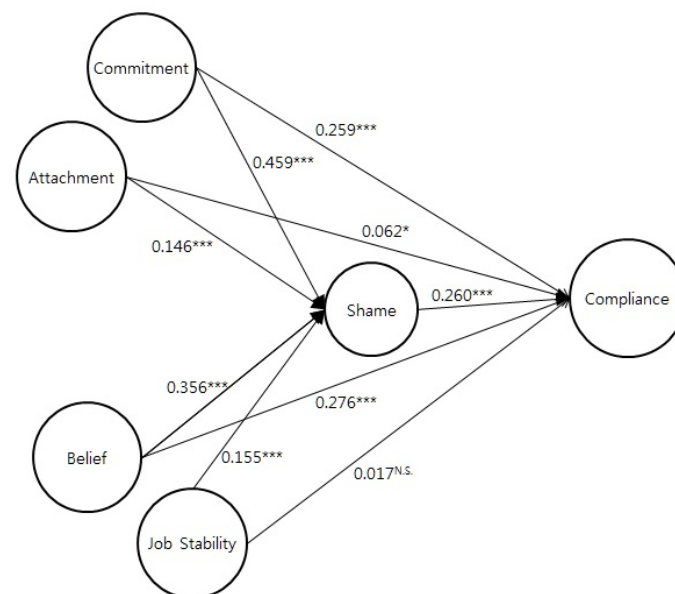 Commitment
0.259***
0.459***
Attachment
0.062*
0.146***
Shame
0.260***
Compliance
0.356***
0.276***
Belief
0.155***
0.017N.S.
Job Stability